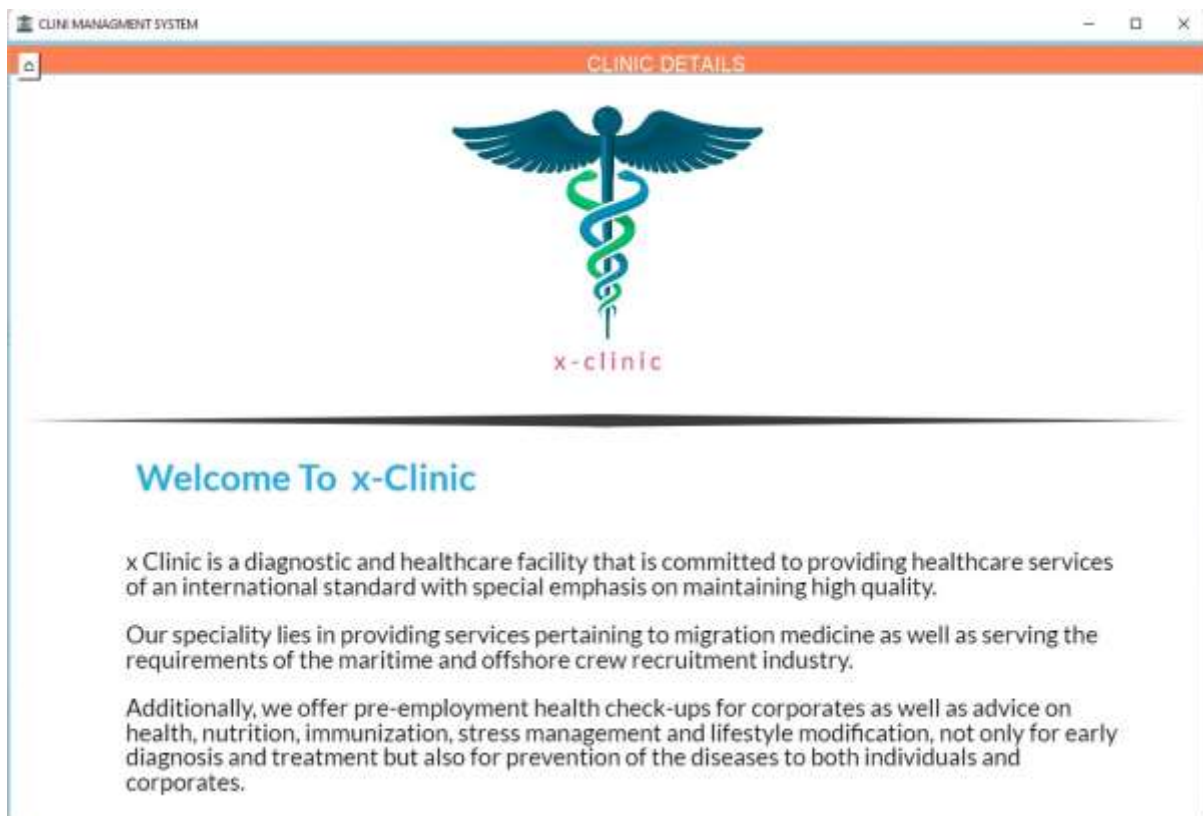 CLINI MANAGMENT SYSTEM
CLINIC DETAILS
x-clinic
Welcome To x-Clinic
x Clinic is a diagnostic and healthcare facility that is committed to providing healthcare services
of an international standard with special emphasis on maintaining high quality.
Our speciality lies in providing services pertaining to migration medicine as well as serving the
requirements of the maritime and offshore crew recruitment industry.
Additionally, we offer pre-employment health check-ups for corporates as well as advice on
health, nutrition, immunization, stress management and lifestyle modification, not only for early
diagnosis and treatment but also for prevention of the diseases to both individuals and
corporates.